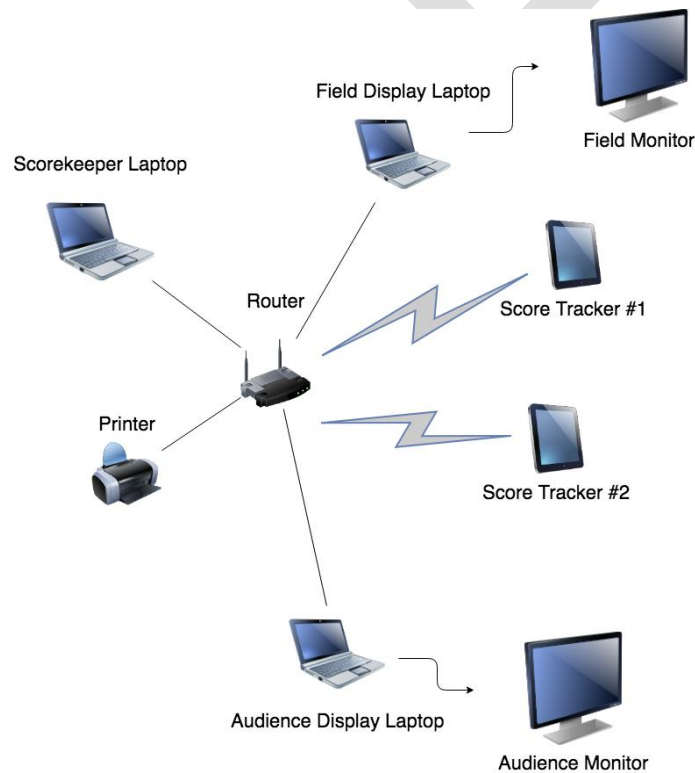 Field Display Laptop
Field Monitor
Scorekeeper Laptop
Router
Score Tracker #1
Printer
Score Tracker #2
Audience Display Laptop
Audience Monitor